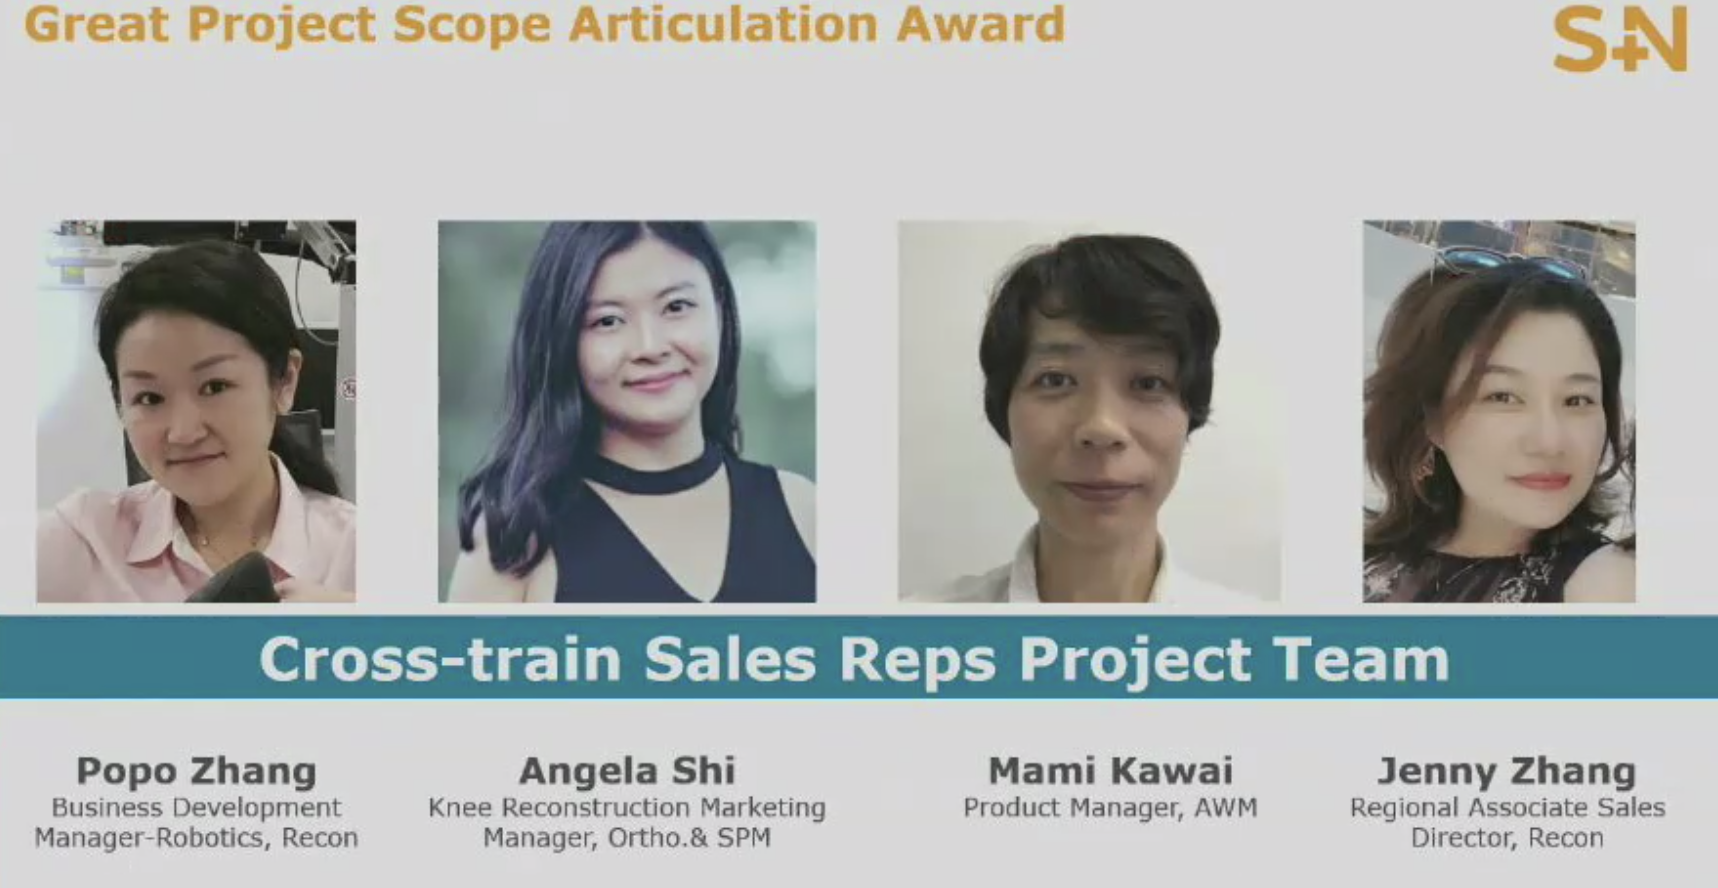 Great Project Scope Articulation Award
S+N
Cross-train Sales Reps Project Team
Popo Zhang
Business Development
Manager-Robotics, Recon
Angela Shi
Knee Reconstruction Marketing
Manager, Ortho.& SPM
Mami Kawai
Product Manager, AWM
Jenny Zhang
Regional Associate Sales
Director, Recon